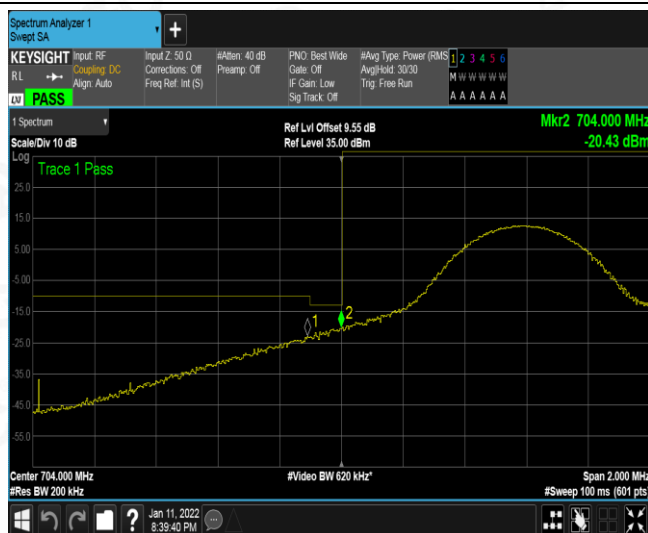 Spectrum Analyzer 1
Swept SA
KEYSIGHT
RL
LXI PASS
Input: RF
Coupling: DC
Align: Auto
Input Z: 50 Ω
Corrections: Off
Freq Ref: Int (S)
#Atten: 40 dB
Preamp: Off
PNO: Best Wide
Gate: Off
IF Gain: Low
Sig Track: Off
#Avg Type: Power (RMS
Avg|Hold: 30/30
Trig: Free Run
1 2 3 4 5 6
M W W W W W
A A A A A A
1 Spectrum
Scale/Div 10 dB
Ref Lvl Offset 9.55 dB
Ref Level 35.00 dBm
Mkr2 704.000 MHz
-20.43 dBm
Log
Trace 1 Pass
25.0
15.0
5.00
-5.00
-15.0
-25.0
-35.0
-45.0
-55.0
1
2
Center 704.000 MHz
#Res BW 200 kHz
#Video BW 620 kHz*
Span 2.000 MHz
#Sweep 100 ms (601 pts)
?
Jan 11, 2022
8:39:40 PM